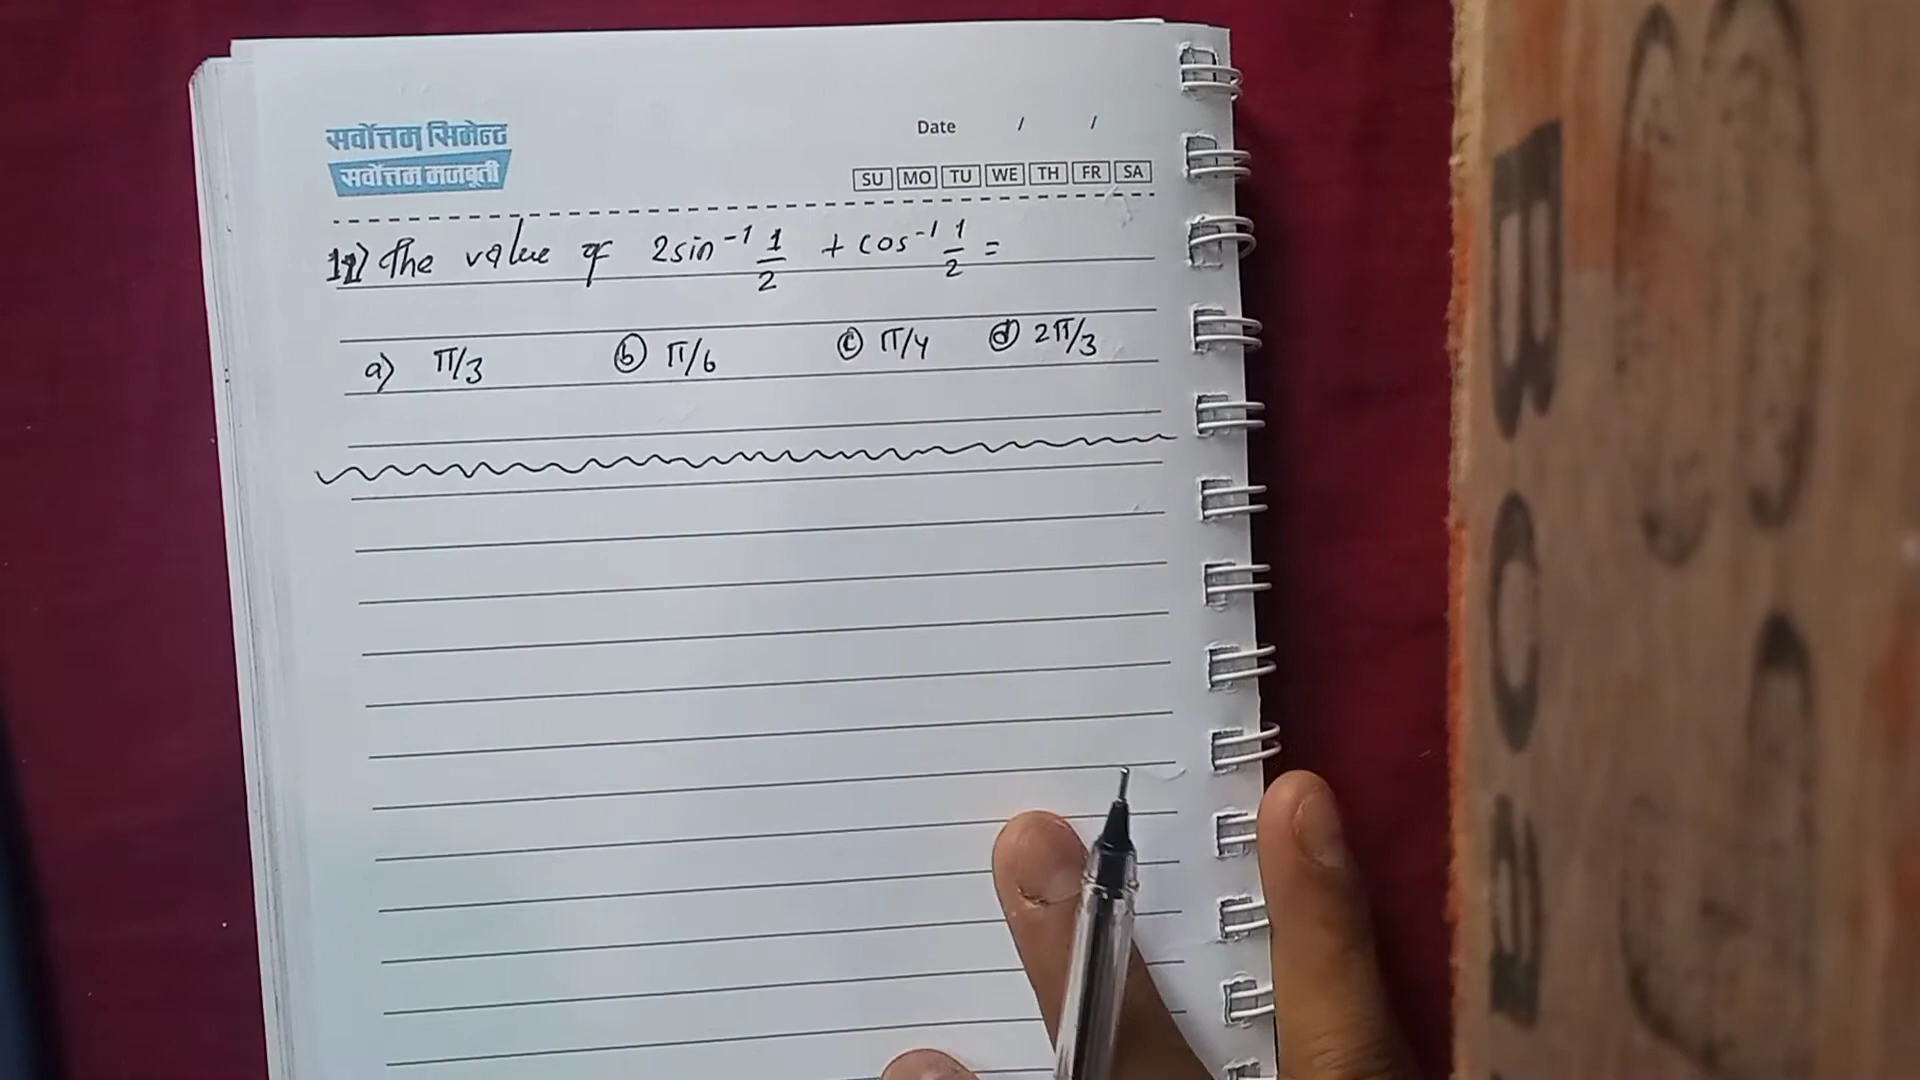 सर्वोत्तम सिमेन्ट
सर्वोत्तम मजबूती
Date / /
SU MO TU WE TH FR SA
11) The value of 2sin⁻¹ 1/2 + cos⁻¹ 1/2 =
a) π/3 ⓑ π/6 ⓒ π/4 ⓓ 2π/3